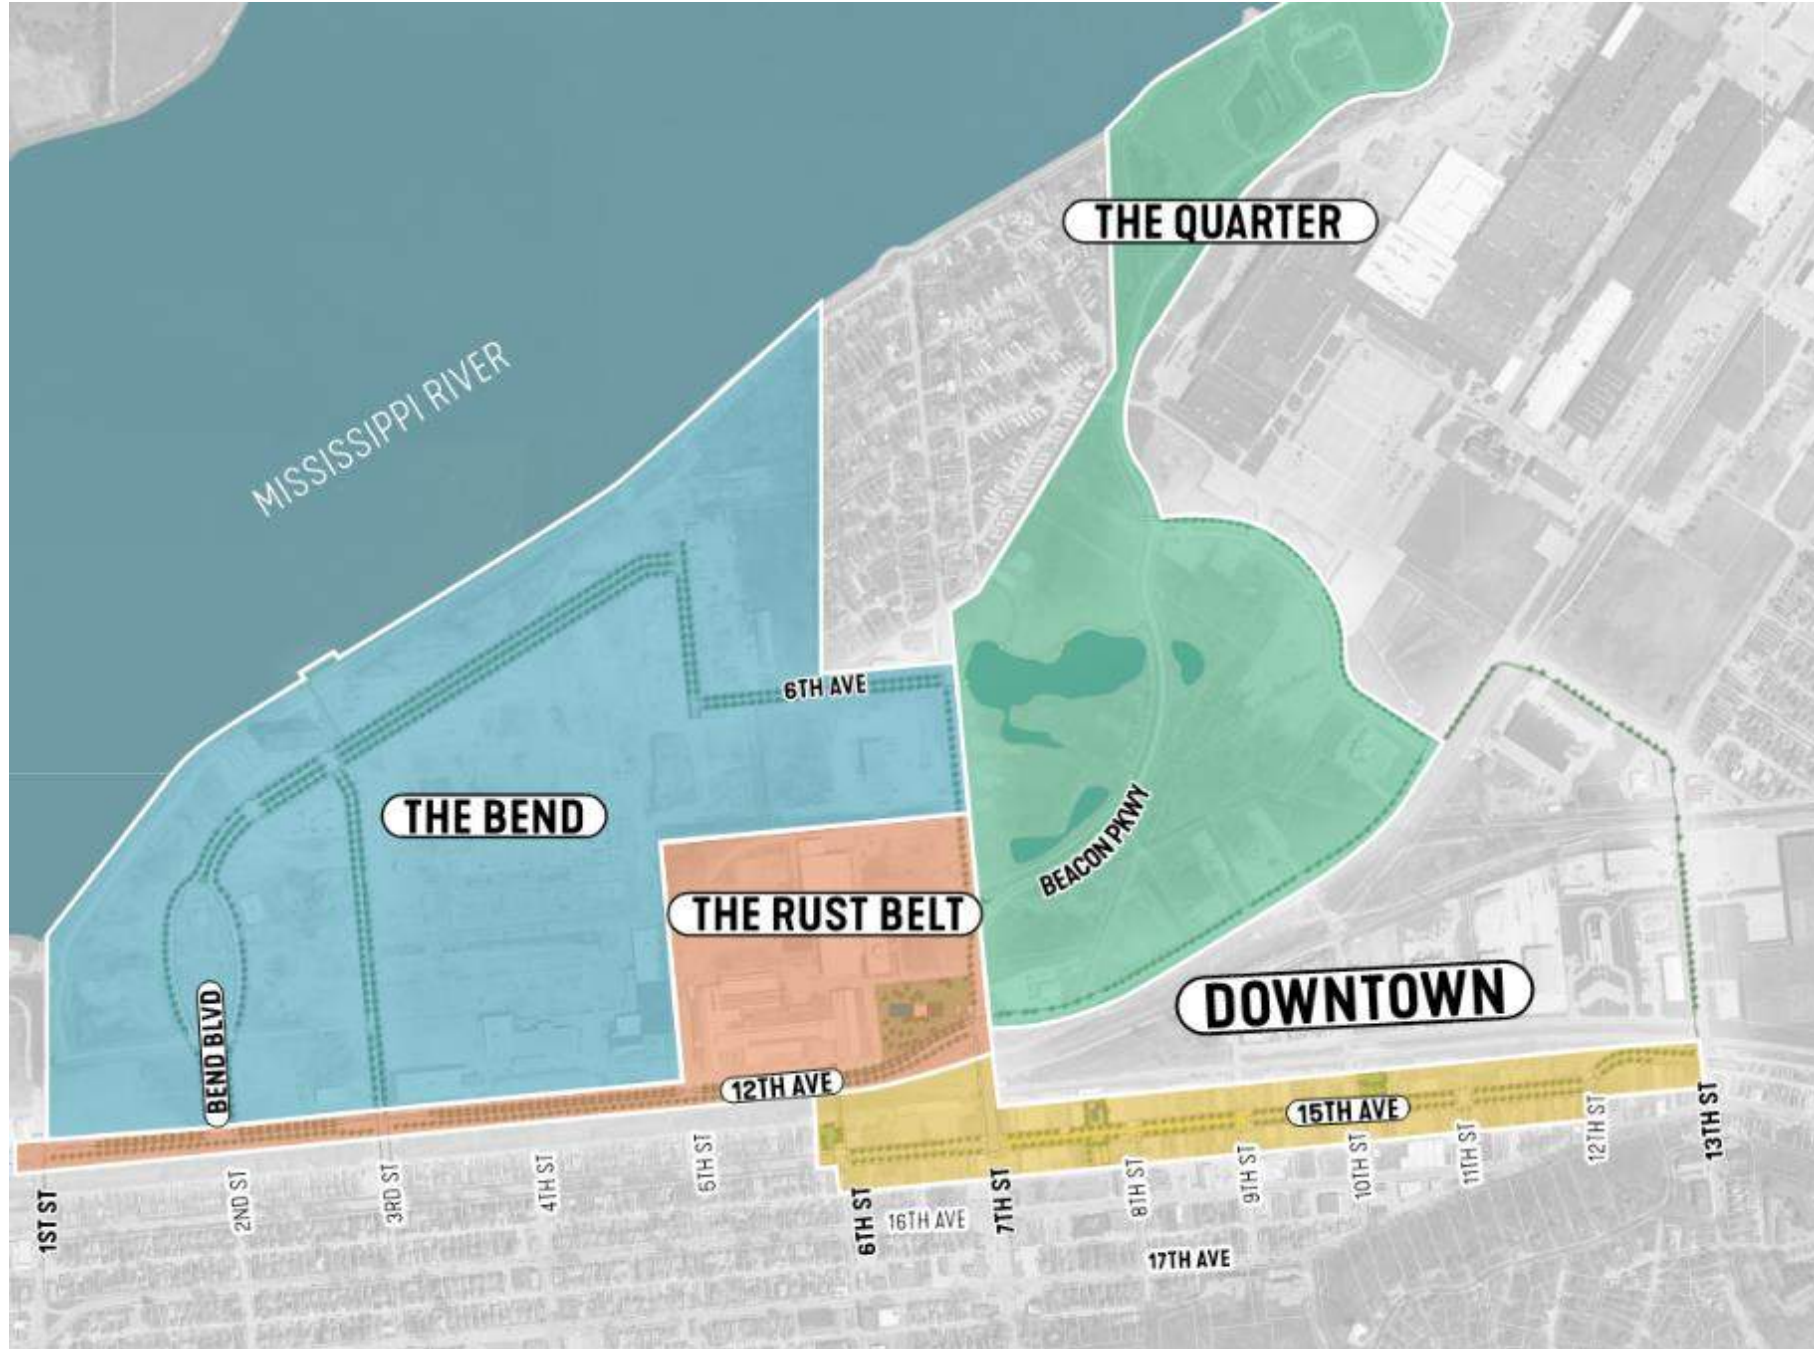 THE QUARTER
MISSISSIPPI RIVER
6TH AVE
THE BEND
BEACON PKWY
THE RUST BELT
DOWNTOWN
BEND BLVD
12TH AVE
15TH AVE
1ST ST
2ND ST
3RD ST
4TH ST
5TH ST
6TH ST
16TH AVE
7TH ST
8TH ST
9TH ST
10TH ST
11TH ST
12TH ST
13TH ST
17TH AVE